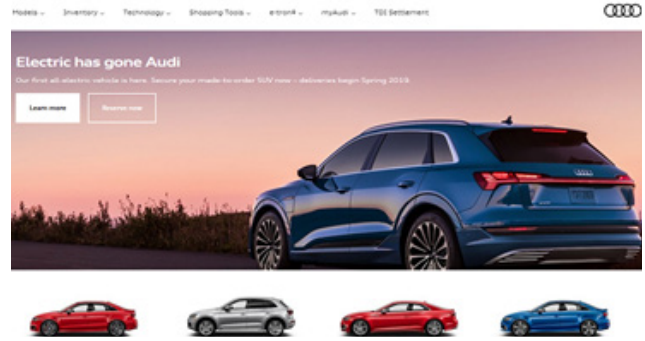 Models Inventory Technology Shopping Tools e-tron® myAudi TDI Settlement
Electric has gone Audi
Our first all-electric vehicle is here. Secure your made-to-order SUV now – deliveries begin Spring 2019.
Learn more Reserve now